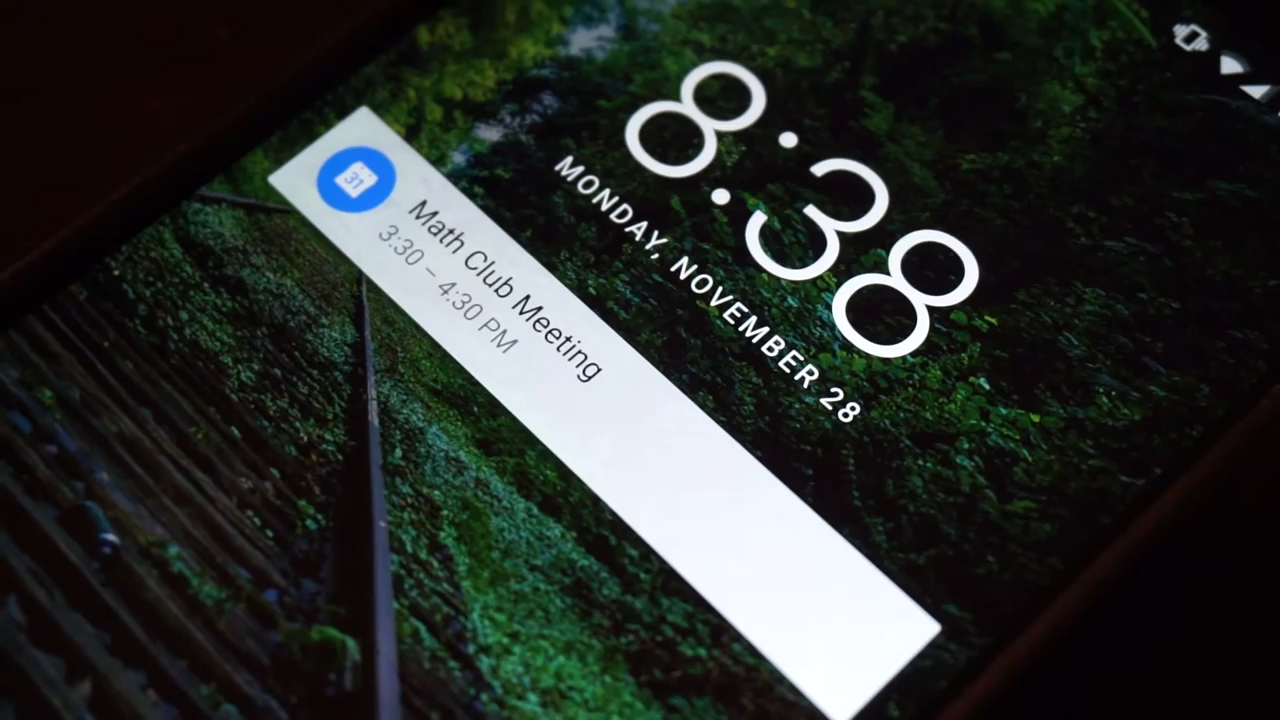 8:38
MONDAY, NOVEMBER 28
31
Math Club Meeting
3:30 – 4:30 PM